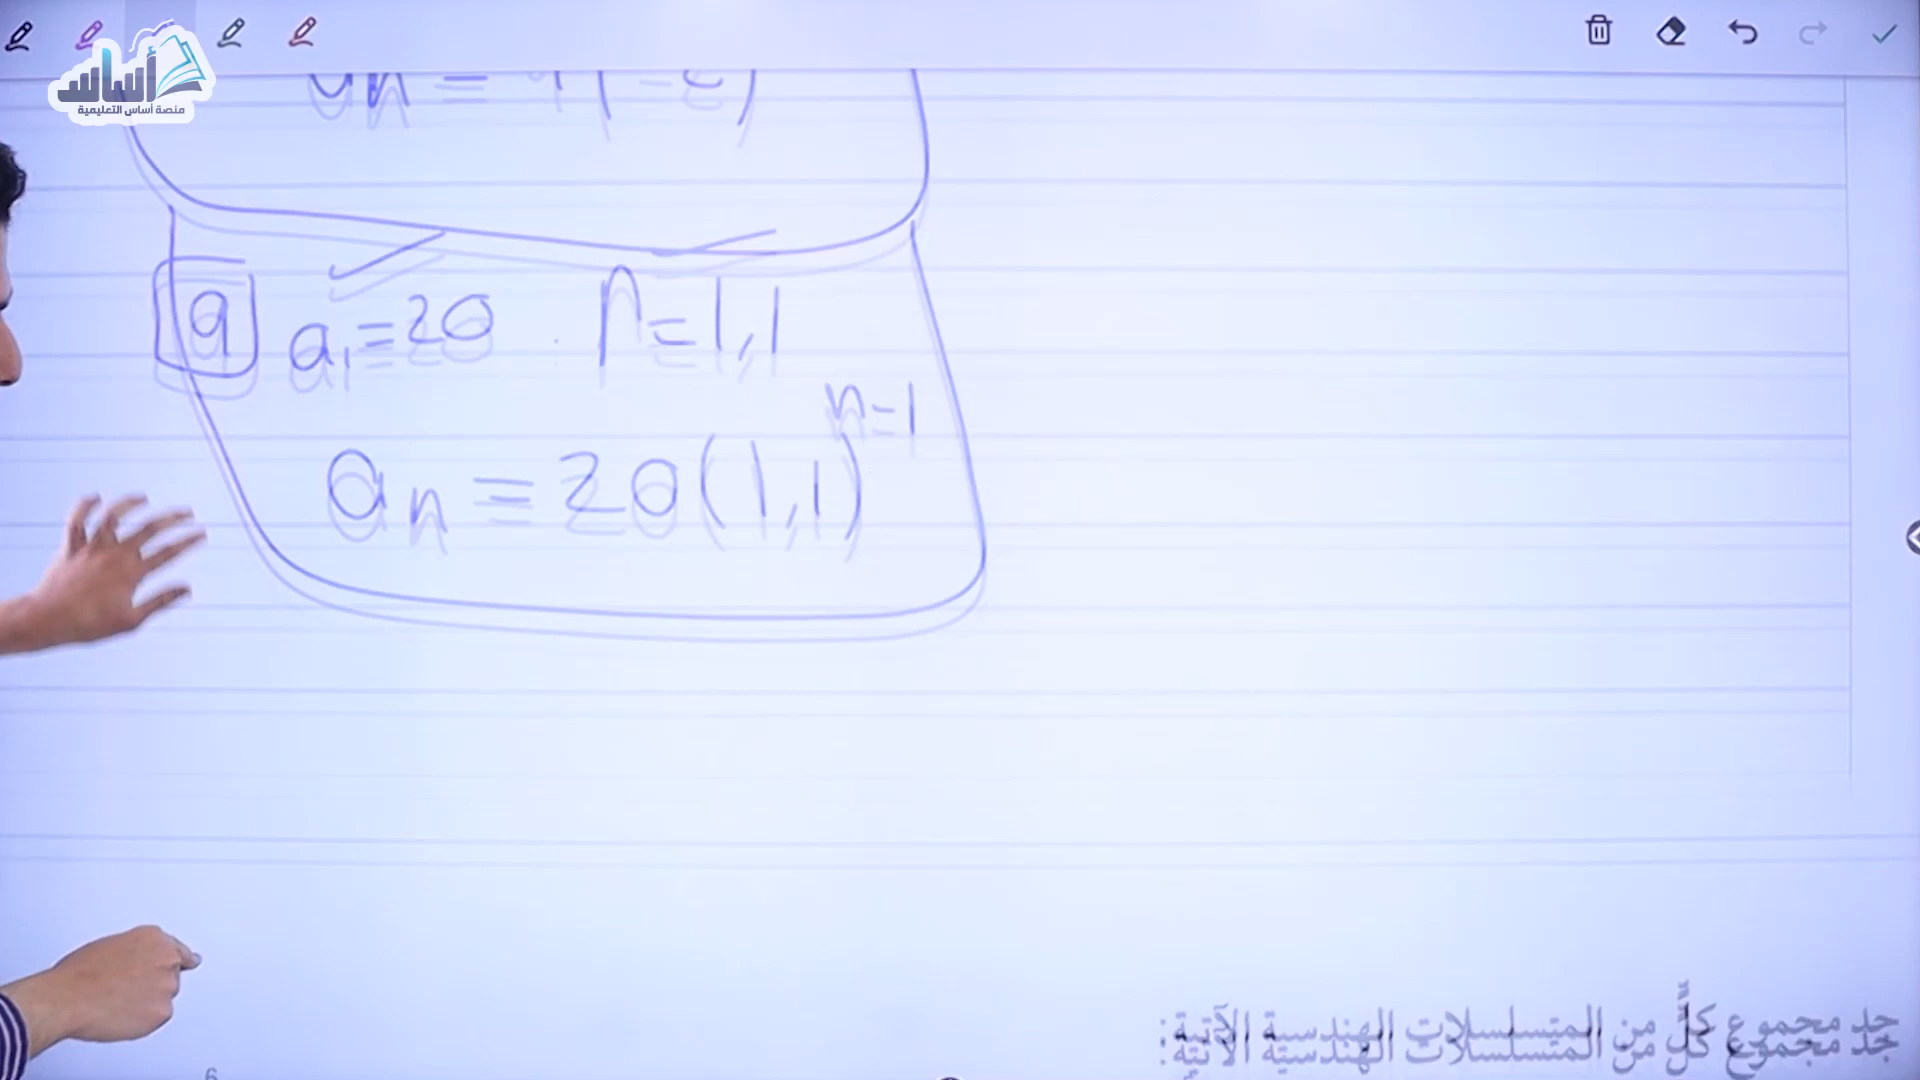 أساس
منصة أساس التعليمية
9 a₁=20 r=1,1
aₙ = 20(1,1)ⁿ⁻¹
جد مجموع كلٍّ من المتسلسلات الهندسية الآتية: